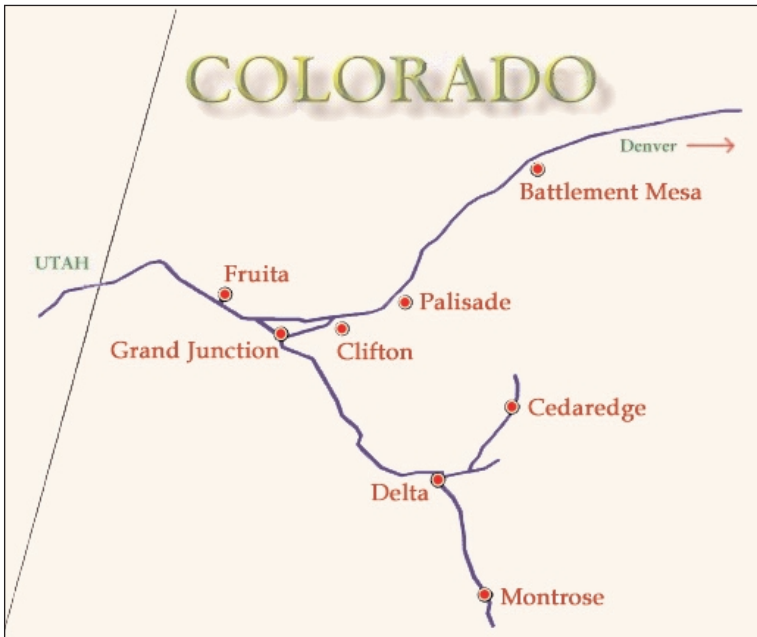 COLORADO
Denver
Battlement Mesa
UTAH
Fruita
Palisade
Grand Junction
Clifton
Cedaredge
Delta
Montrose